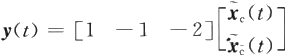 y(t) = [1 −1 −2] [x̃_c(t)
x̃_c̄(t)]